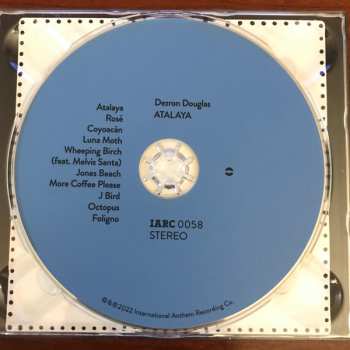 Atalaya
Rosé
Coyoacán
Luna Moth
Wheeping Birch
(feat. Melvis Santa)
Jones Beach
More Coffee Please
J Bird
Octopus
Foligno
Dezron Douglas
ATALAYA
IARC 0058
STEREO
©&℗2022 International Anthem Recording Co.